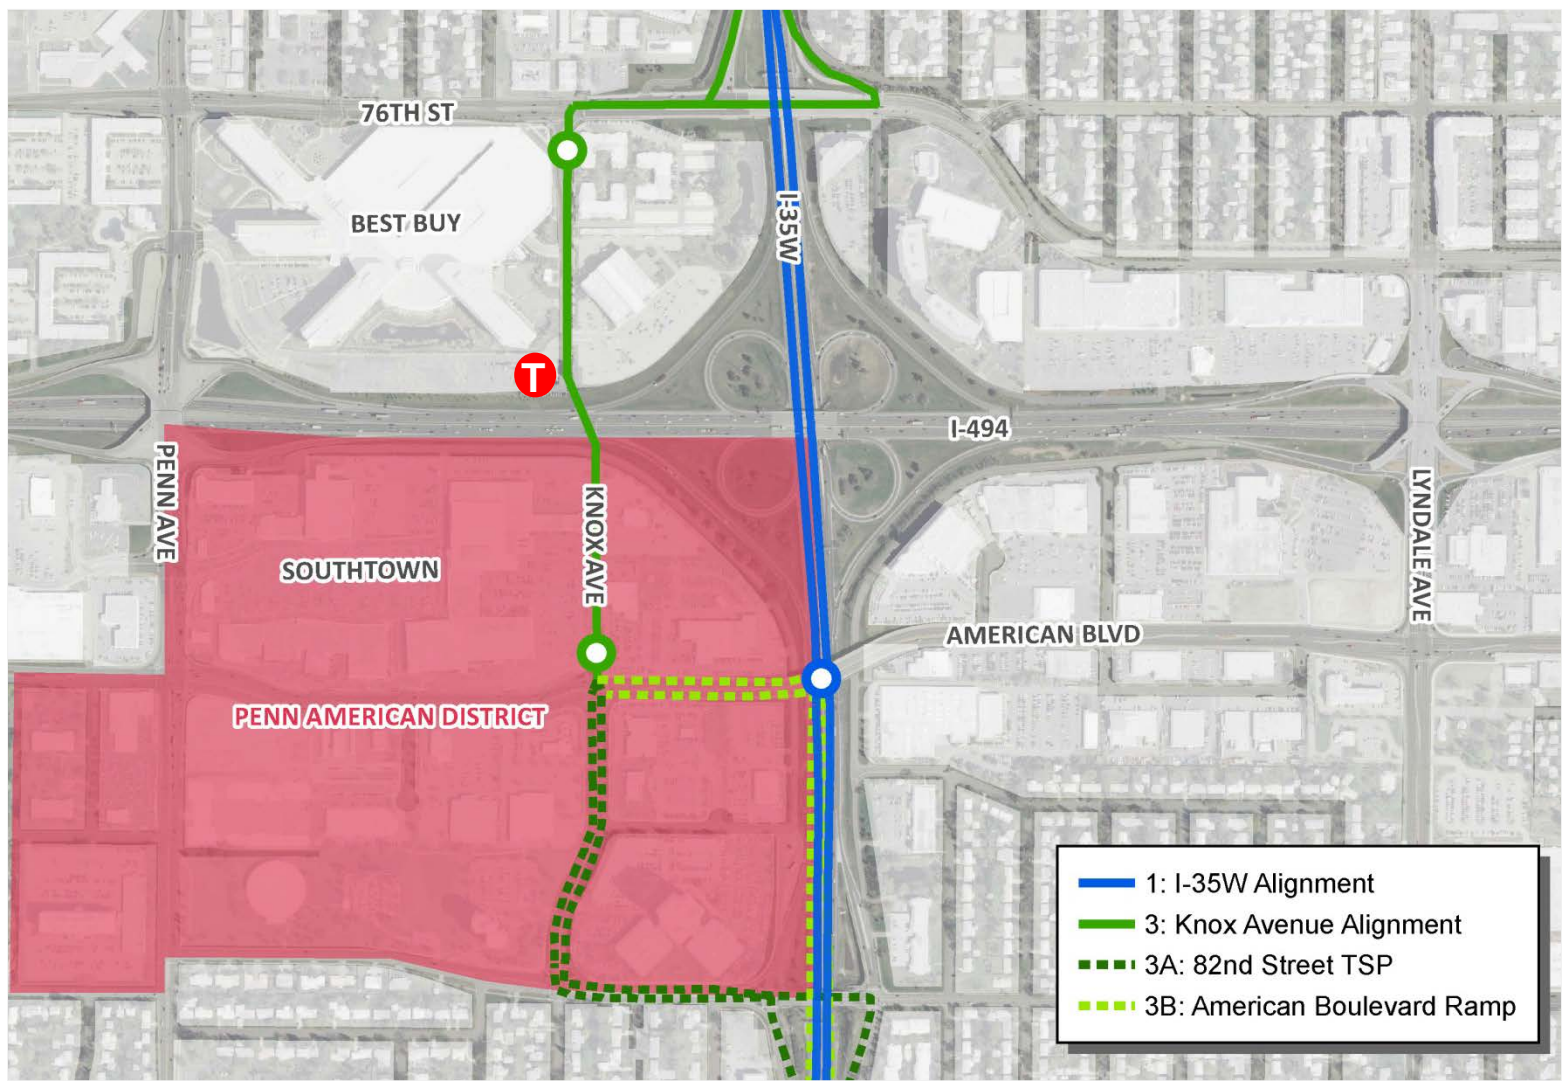 76TH ST
BEST BUY
I-35W
T
I-494
PENN AVE
KNOX AVE
LYNDALE AVE
SOUTHTOWN
AMERICAN BLVD
PENN AMERICAN DISTRICT
1: I-35W Alignment
3: Knox Avenue Alignment
3A: 82nd Street TSP
3B: American Boulevard Ramp